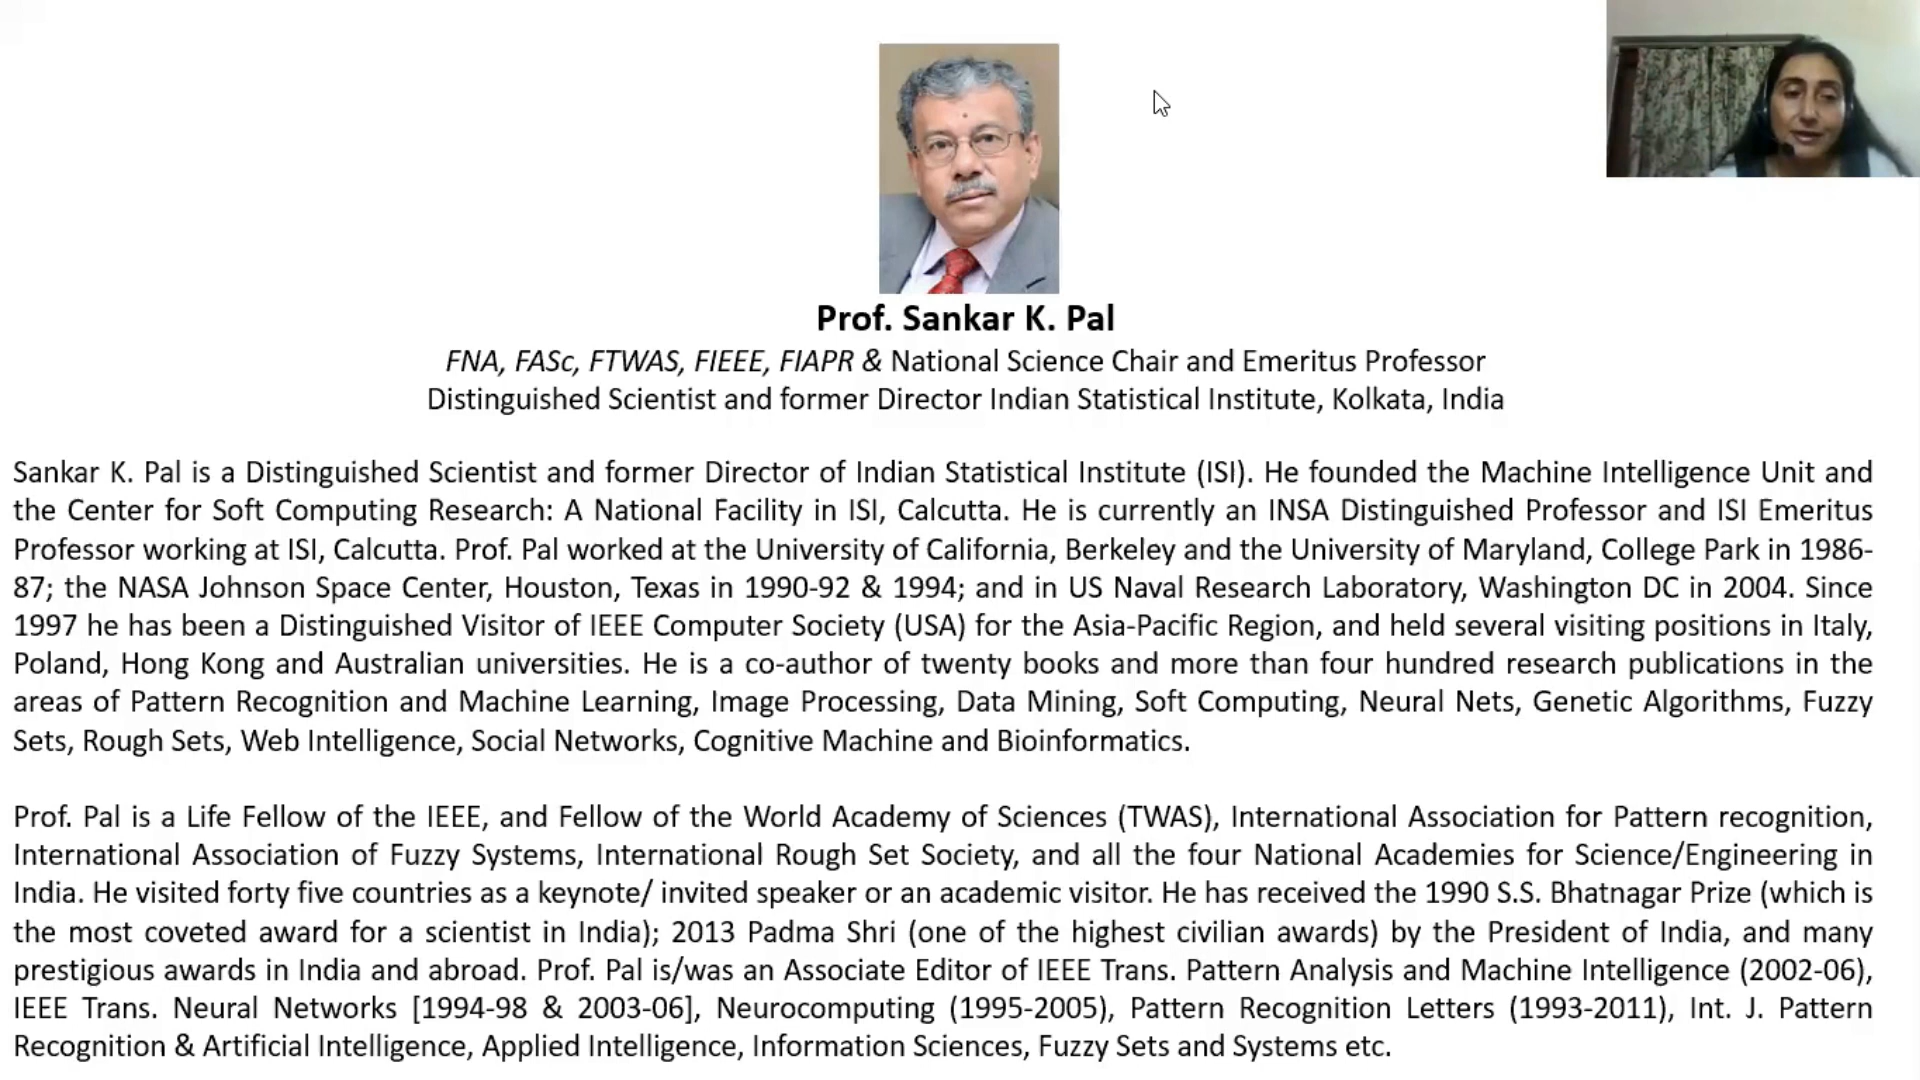 Prof. Sankar K. Pal
FNA, FASc, FTWAS, FIEEE, FIAPR & National Science Chair and Emeritus Professor
Distinguished Scientist and former Director Indian Statistical Institute, Kolkata, India
Sankar K. Pal is a Distinguished Scientist and former Director of Indian Statistical Institute (ISI). He founded the Machine Intelligence Unit and
the Center for Soft Computing Research: A National Facility in ISI, Calcutta. He is currently an INSA Distinguished Professor and ISI Emeritus
Professor working at ISI, Calcutta. Prof. Pal worked at the University of California, Berkeley and the University of Maryland, College Park in 1986-
87; the NASA Johnson Space Center, Houston, Texas in 1990-92 & 1994; and in US Naval Research Laboratory, Washington DC in 2004. Since
1997 he has been a Distinguished Visitor of IEEE Computer Society (USA) for the Asia-Pacific Region, and held several visiting positions in Italy,
Poland, Hong Kong and Australian universities. He is a co-author of twenty books and more than four hundred research publications in the
areas of Pattern Recognition and Machine Learning, Image Processing, Data Mining, Soft Computing, Neural Nets, Genetic Algorithms, Fuzzy
Sets, Rough Sets, Web Intelligence, Social Networks, Cognitive Machine and Bioinformatics.
Prof. Pal is a Life Fellow of the IEEE, and Fellow of the World Academy of Sciences (TWAS), International Association for Pattern recognition,
International Association of Fuzzy Systems, International Rough Set Society, and all the four National Academies for Science/Engineering in
India. He visited forty five countries as a keynote/ invited speaker or an academic visitor. He has received the 1990 S.S. Bhatnagar Prize (which is
the most coveted award for a scientist in India); 2013 Padma Shri (one of the highest civilian awards) by the President of India, and many
prestigious awards in India and abroad. Prof. Pal is/was an Associate Editor of IEEE Trans. Pattern Analysis and Machine Intelligence (2002-06),
IEEE Trans. Neural Networks [1994-98 & 2003-06], Neurocomputing (1995-2005), Pattern Recognition Letters (1993-2011), Int. J. Pattern
Recognition & Artificial Intelligence, Applied Intelligence, Information Sciences, Fuzzy Sets and Systems etc.